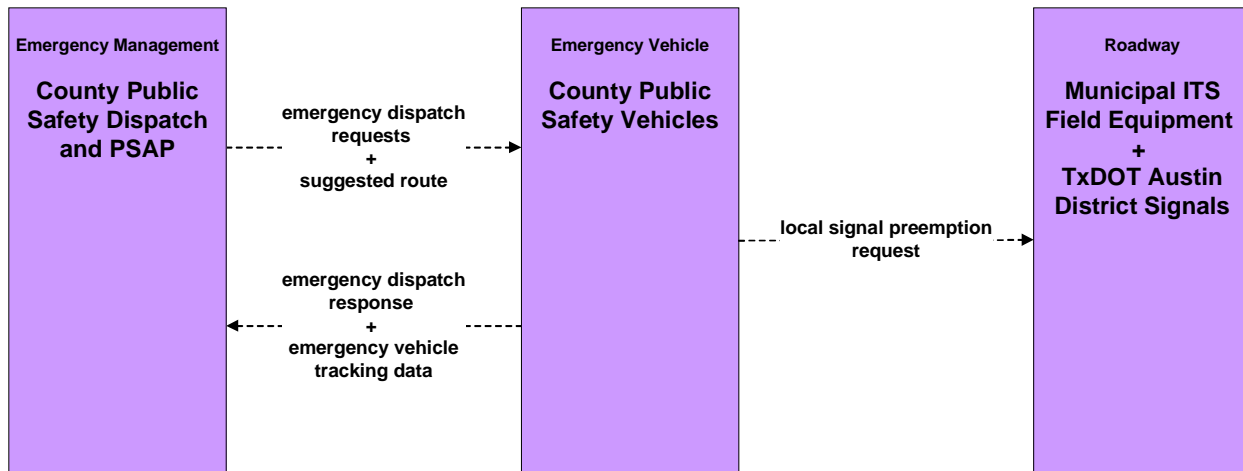 Emergency Management
County Public
Safety Dispatch
and PSAP
emergency dispatch
requests
+
suggested route
emergency dispatch
response
+
emergency vehicle
tracking data
Emergency Vehicle
County Public
Safety Vehicles
local signal preemption
request
Roadway
Municipal ITS
Field Equipment
+
TxDOT Austin
District Signals